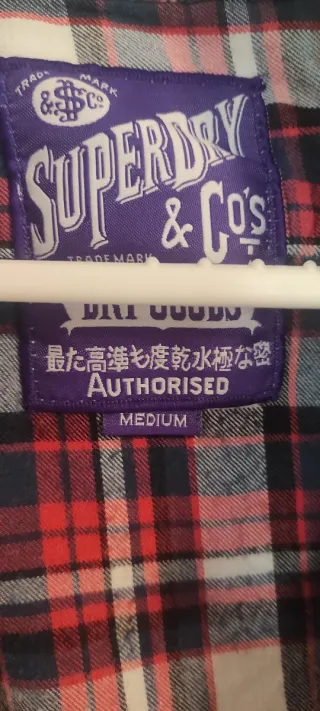 TRADE MARK
& $ Co
SUPERDRY
& Co's
TRADE MARK
DRY GOODS
最た高準も度乾水極な密
AUTHORISED
MEDIUM